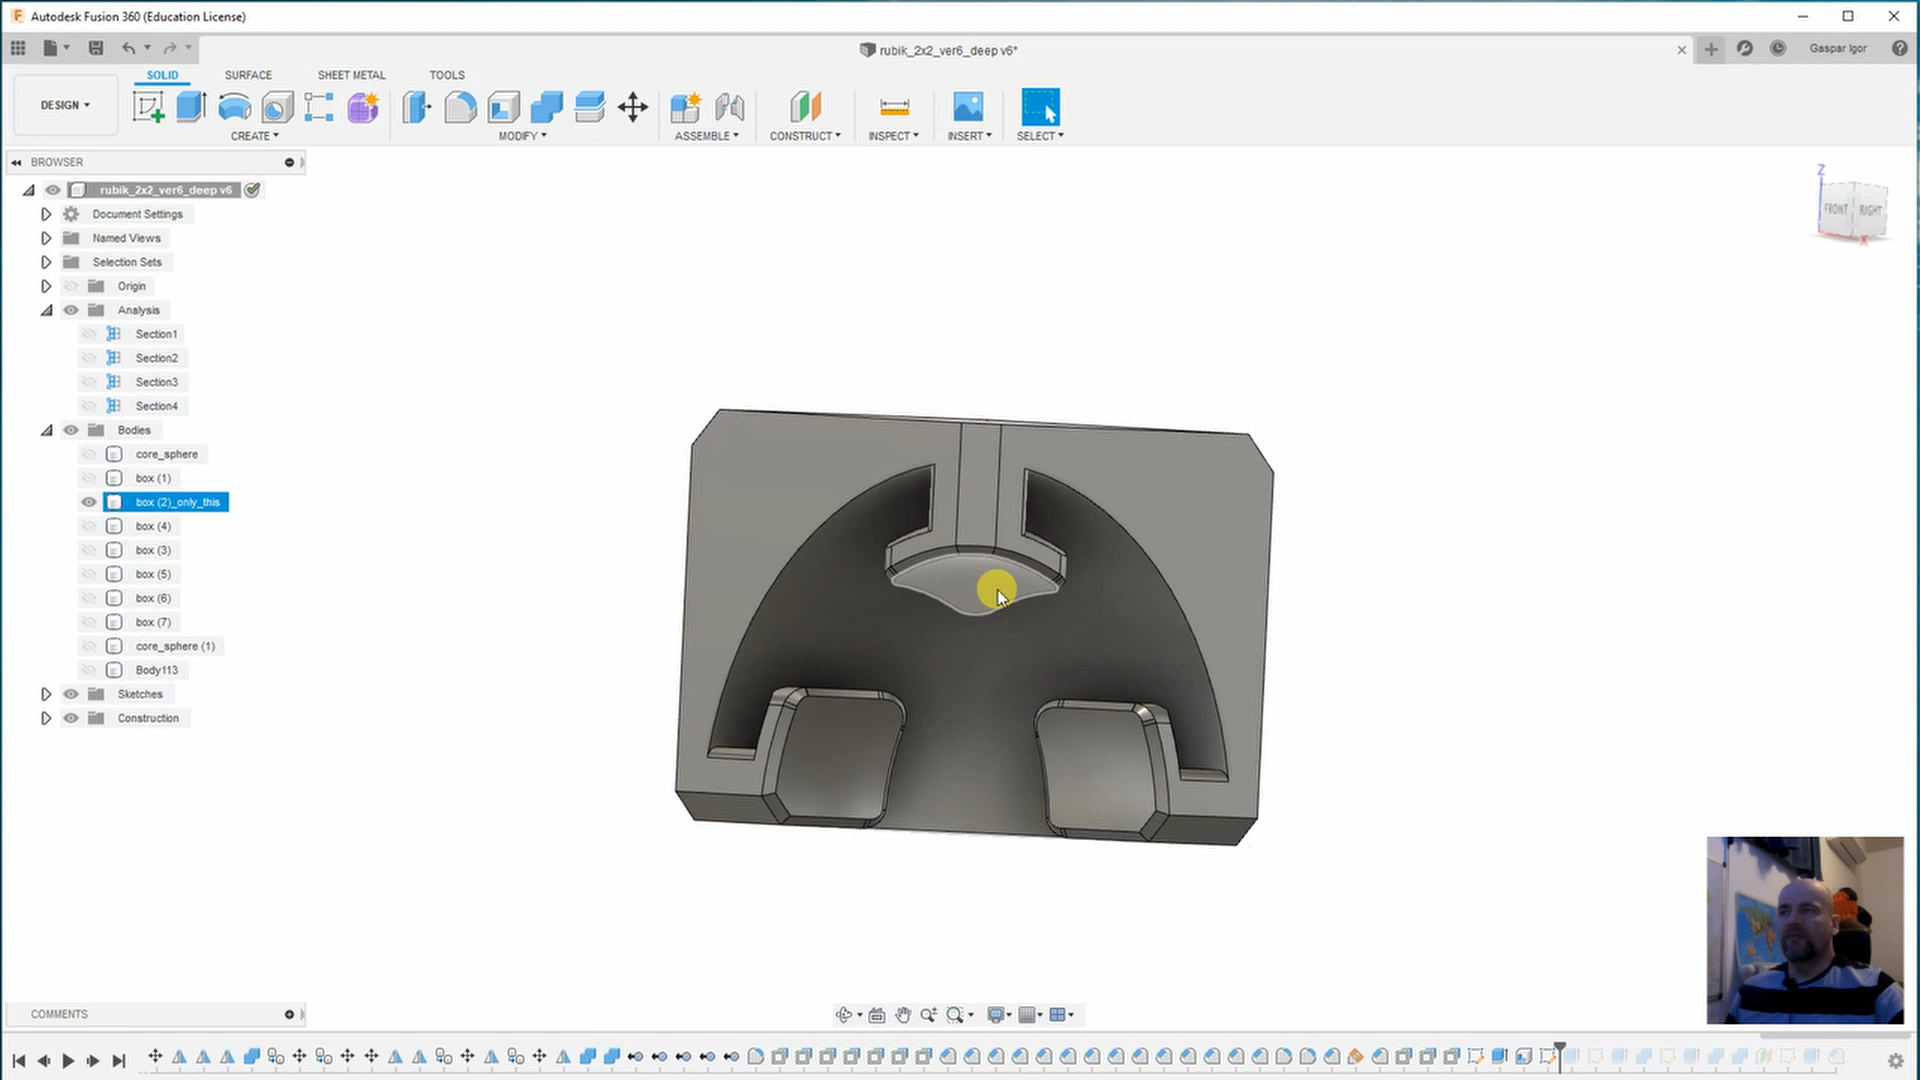 Autodesk Fusion 360 (Education License)
rubik_2x2_ver6_deep v6*
Gaspar Igor
SOLID SURFACE SHEET METAL TOOLS
DESIGN
CREATE MODIFY ASSEMBLE CONSTRUCT INSPECT INSERT SELECT
BROWSER
rubik_2x2_ver6_deep v6
Document Settings
Named Views
Selection Sets
Origin
Analysis
Section1
Section2
Section3
Section4
Bodies
core_sphere
box (1)
box (2)_only_this
box (4)
box (3)
box (5)
box (6)
box (7)
core_sphere (1)
Body113
Sketches
Construction
Z
FRONT RIGHT
X
COMMENTS